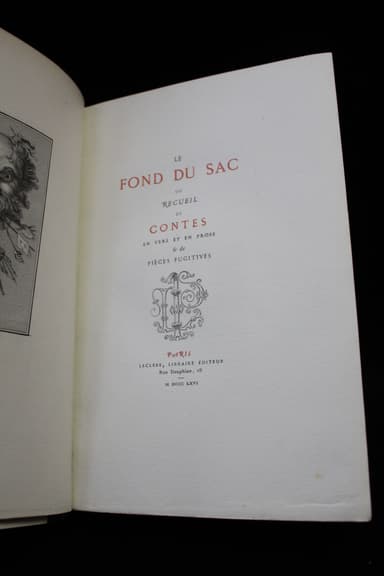 LE
FOND DU SAC
OU
RECUEIL
DE
CONTES
EN VERS ET EN PROSE
& de
PIÈCES FUGITIVES
PARIS
LECLERE, LIBRAIRE ÉDITEUR
Rue Dauphine, 16
M DCCC LXVI